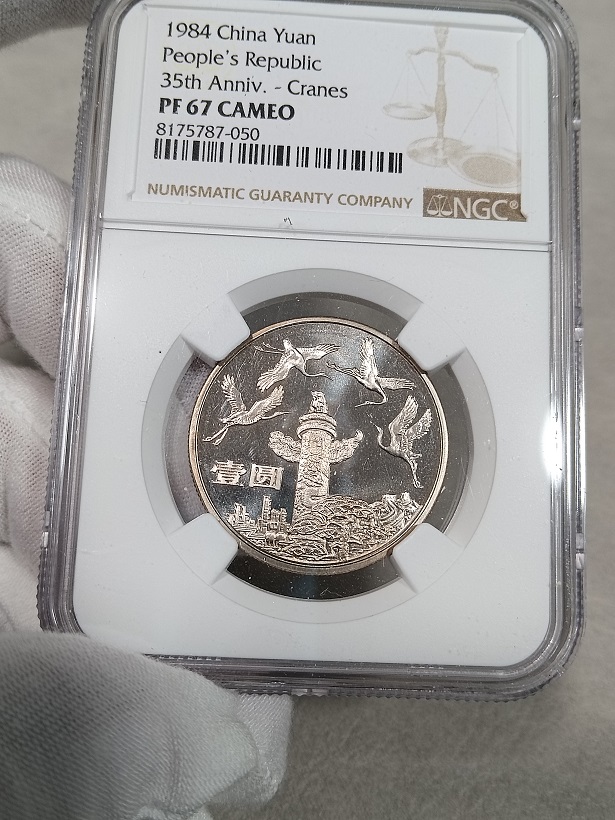 1984 China Yuan
People's Republic
35th Anniv. - Cranes
PF 67 CAMEO
8175787-050
NUMISMATIC GUARANTY COMPANY NGC®
壹圆